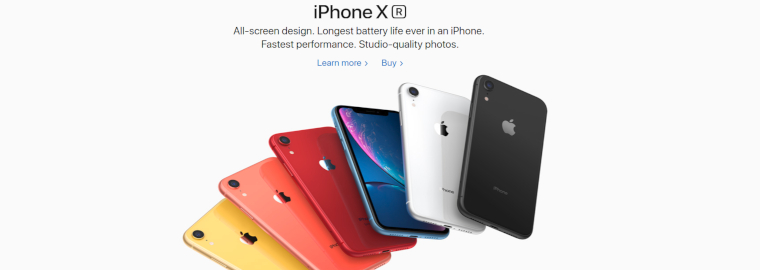 iPhone XR
All-screen design. Longest battery life ever in an iPhone.
Fastest performance. Studio-quality photos.
Learn more > Buy >
iPhone